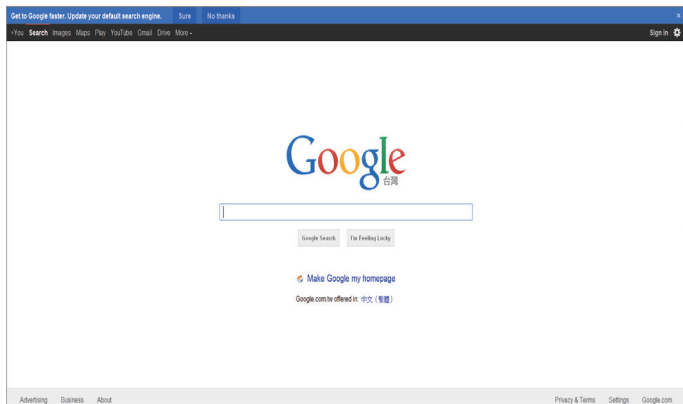 Get to Google faster. Update your default search engine. Sure No thanks ×
+You Search Images Maps Play YouTube Gmail Drive More Sign in
Google
台灣
Google Search I'm Feeling Lucky
Make Google my homepage
Google.com.tw offered in: 中文（繁體）
Advertising Business About Privacy & Terms Settings Google.com